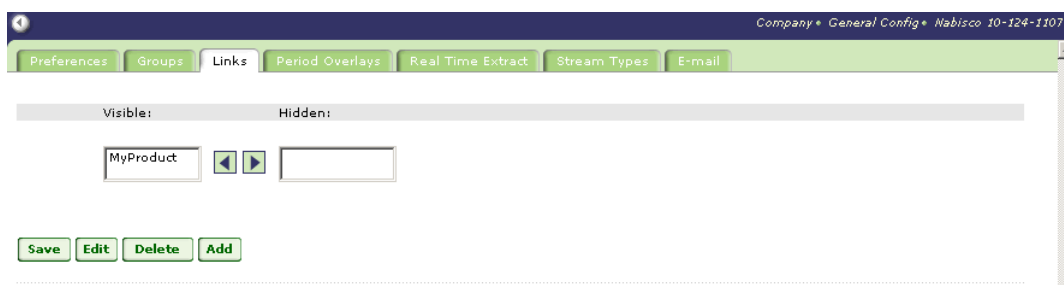 Company • General Config • Nabisco 10-124-1107
Preferences Groups Links Period Overlays Real Time Extract Stream Types E-mail
Visible: Hidden:
MyProduct
Save Edit Delete Add